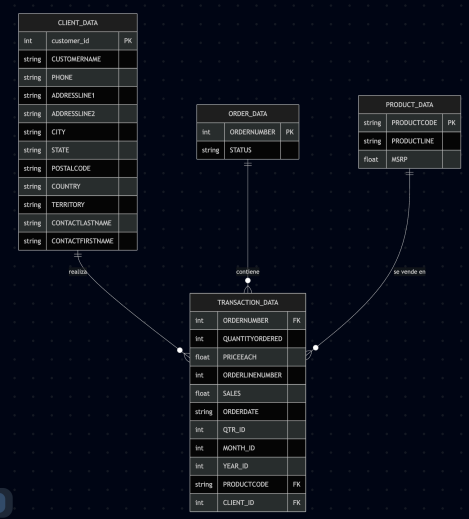 CLIENT_DATA
int customer_id PK
string CUSTOMERNAME
string PHONE
string ADDRESSLINE1
string ADDRESSLINE2
string CITY
string STATE
string POSTALCODE
string COUNTRY
string TERRITORY
string CONTACTLASTNAME
string CONTACTFIRSTNAME
ORDER_DATA
int ORDERNUMBER PK
string STATUS
PRODUCT_DATA
string PRODUCTCODE PK
string PRODUCTLINE
float MSRP
realiza
contiene
se vende en
TRANSACTION_DATA
int ORDERNUMBER FK
int QUANTITYORDERED
float PRICEEACH
int ORDERLINENUMBER
float SALES
string ORDERDATE
int QTR_ID
int MONTH_ID
int YEAR_ID
string PRODUCTCODE FK
int CLIENT_ID FK